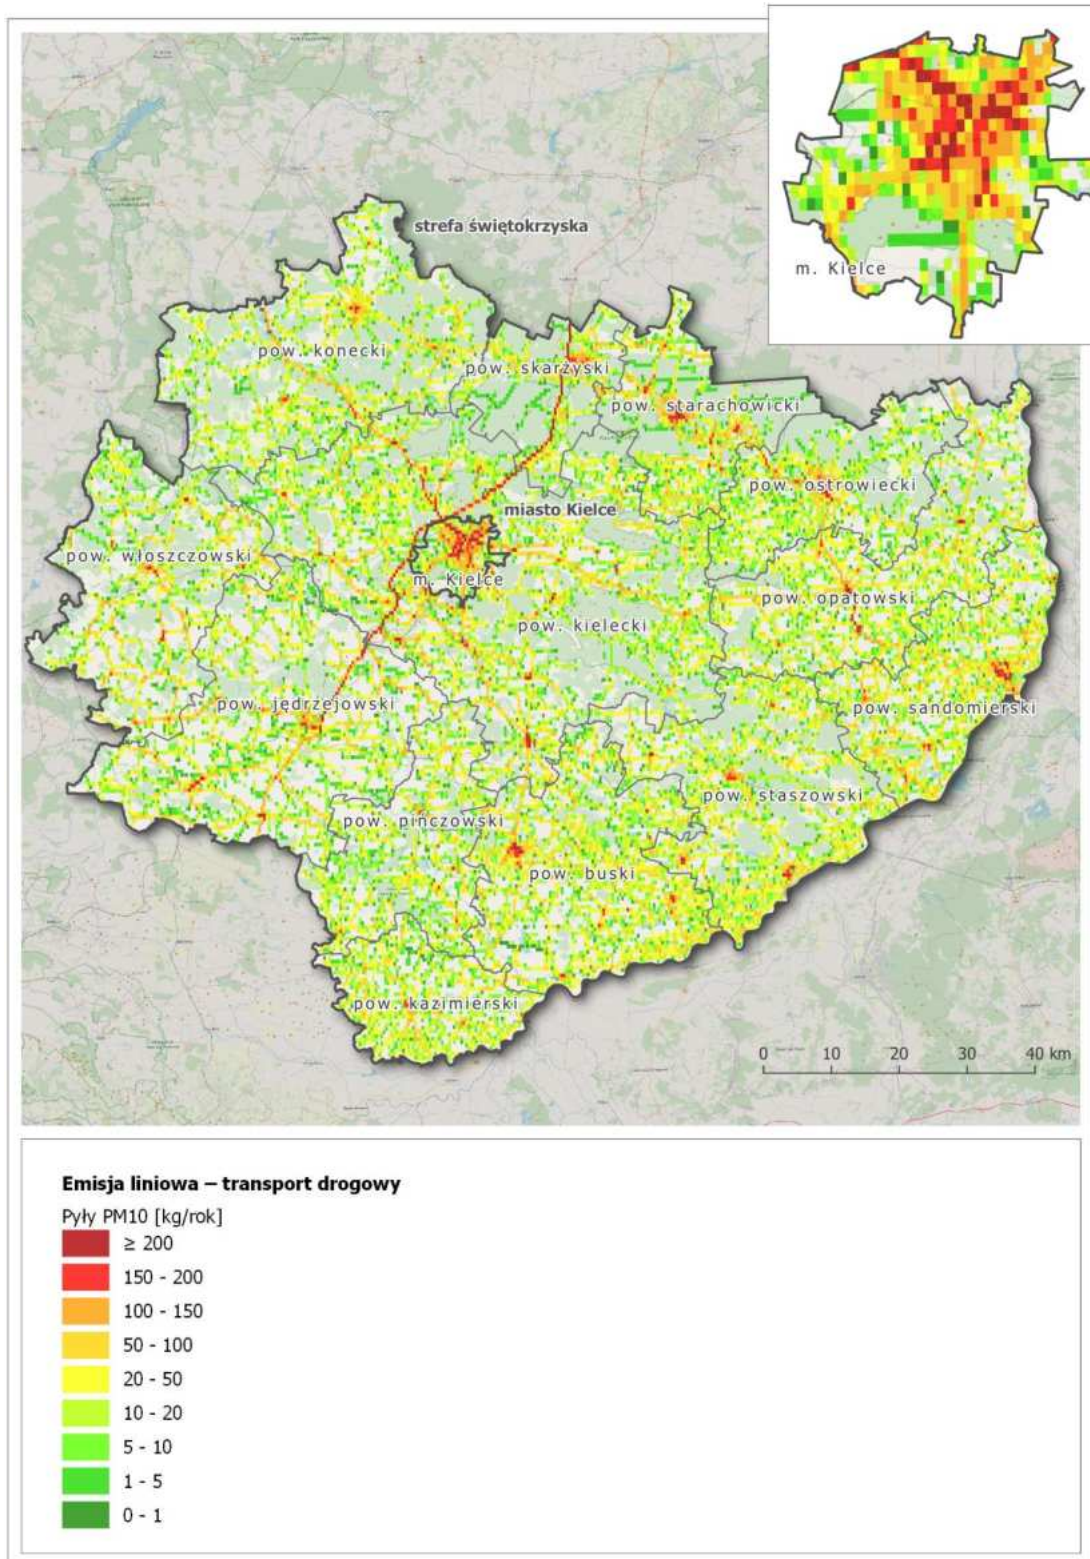 m. Kielce
strefa świętokrzyska
pow. konecki
pow. skarżyski
pow. starachowicki
pow. ostrowiecki
miasto Kielce
pow. włoszczowski
m. Kielce
pow. opatowski
pow. kielecki
pow. jędrzejowski
pow. sandomierski
pow. staszowski
pow. pińczowski
pow. buski
pow. kazimierski
0 10 20 30 40 km
Emisja liniowa – transport drogowy
Pyły PM10 [kg/rok]
≥ 200
150 - 200
100 - 150
50 - 100
20 - 50
10 - 20
5 - 10
1 - 5
0 - 1